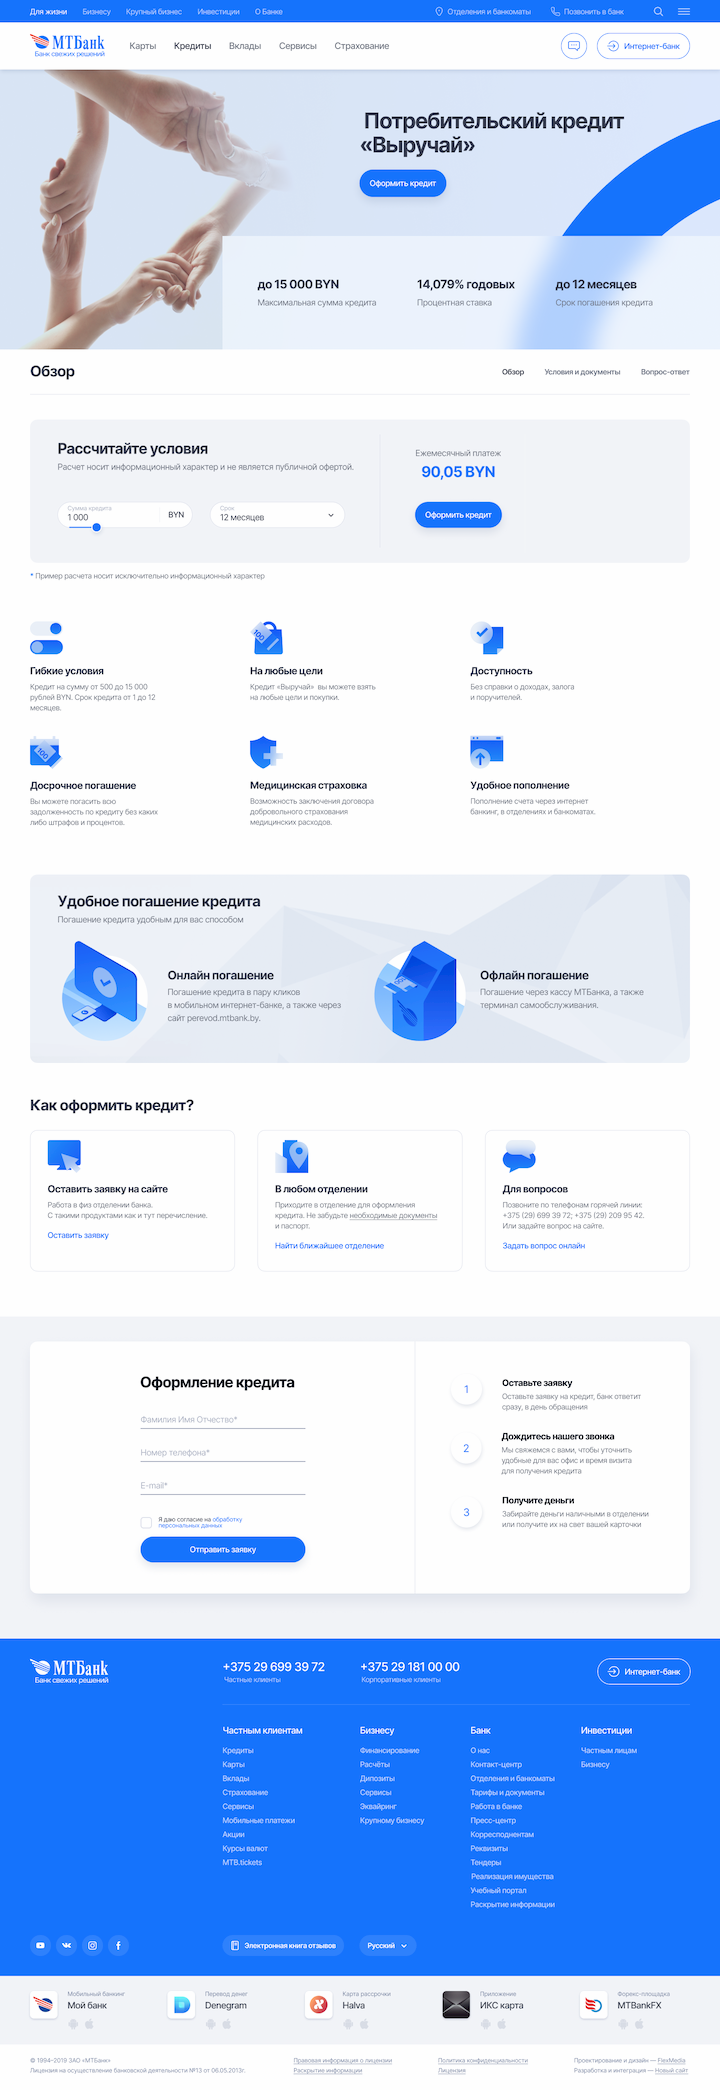 Для жизни Бизнесу Крупный бизнес Инвестиции О Банке Отделения и банкоматы Позвонить в банк
МТБанк
Банк свежих решений
Карты Кредиты Вклады Сервисы Страхование Интернет-банк
Потребительский кредит
«Выручай»
Оформить кредит
до 15 000 BYN 14,079% годовых до 12 месяцев
Максимальная сумма кредита Процентная ставка Срок погашения кредита
Обзор
Обзор Условия и документы Вопрос-ответ
Рассчитайте условия
Расчет носит информационный характер и не является публичной офертой.
Сумма кредита
1 000 BYN
Срок
12 месяцев
Ежемесячный платеж
90,05 BYN
Оформить кредит
* Пример расчета носит исключительно информационный характер
Гибкие условия
Кредит на сумму от 500 до 15 000
рублей BYN. Срок кредита от 1 до 12
месяцев.
100
На любые цели
Кредит «Выручай» вы можете взять
на любые цели и покупки.
Доступность
Без справки о доходах, залога
и поручителей.
100
Досрочное погашение
Вы можете погасить всю
задолженность по кредиту без каких
либо штрафов и процентов.
Медицинская страховка
Возможность заключения договора
добровольного страхования
медицинских расходов.
Удобное пополнение
Пополнение счета через интернет
банкинг, в отделениях и банкоматах.
Удобное погашение кредита
Погашение кредита удобным для вас способом
Онлайн погашение
Погашение кредита в пару кликов
в мобильном интернет-банке, а также через
сайт perevod.mtbank.by.
Офлайн погашение
Погашение через кассу МТБанка, а также
терминал самообслуживания.
Как оформить кредит?
Оставить заявку на сайте
Работа в физ отделении банка.
С такими продуктами как и тут перечисление.
Оставить заявку
В любом отделении
Приходите в отделение для оформления
кредита. Не забудьте необходимые документы
и паспорт.
Найти ближайшее отделение
Для вопросов
Позвоните по телефонам горячей линии:
+375 (29) 699 39 72; +375 (29) 209 95 42.
Или задайте вопрос на сайте.
Задать вопрос онлайн
Оформление кредита
Фамилия Имя Отчество*
Номер телефона*
E-mail*
Я даю согласие на обработку
персональных данных
Отправить заявку
1
Оставьте заявку
Оставьте заявку на кредит, банк ответит
сразу, в день обращения
2
Дождитесь нашего звонка
Мы свяжемся с вами, чтобы уточнить
удобные для вас офис и время визита
для получения кредита
3
Получите деньги
Забирайте деньги наличными в отделении
или получите их на свет вашей карточки
МТБанк
Банк свежих решений
+375 29 699 39 72
Частные клиенты
+375 29 181 00 00
Корпоративные клиенты
Интернет-банк
Частным клиентам
Кредиты
Карты
Вклады
Страхование
Сервисы
Мобильные платежи
Акции
Курсы валют
MTB.tickets
Бизнесу
Финансирование
Расчёты
Дипозиты
Сервисы
Эквайринг
Крупному бизнесу
Банк
О нас
Контакт-центр
Отделения и банкоматы
Тарифы и документы
Работа в банке
Пресс-центр
Корреспондентам
Реквизиты
Тендеры
Реализация имущества
Учебный портал
Раскрытие информации
Инвестиции
Частным лицам
Бизнесу
Электронная книга отзывов Русский
Мобильный банкинг
Мой банк
Перевод денег
Denegram
Карта рассрочки
Halva
Приложение
ИКС карта
Форекс-площадка
MTBankFX
© 1994–2019 ЗАО «МТБанк»
Лицензия на осуществление банковской деятельности №13 от 06.05.2013г.
Правовая информация о лицензии
Раскрытие информации
Политика конфиденциальности
Лицензия
Проектирование и дизайн — FlexMedia
Разработка и интеграция — Новый сайт